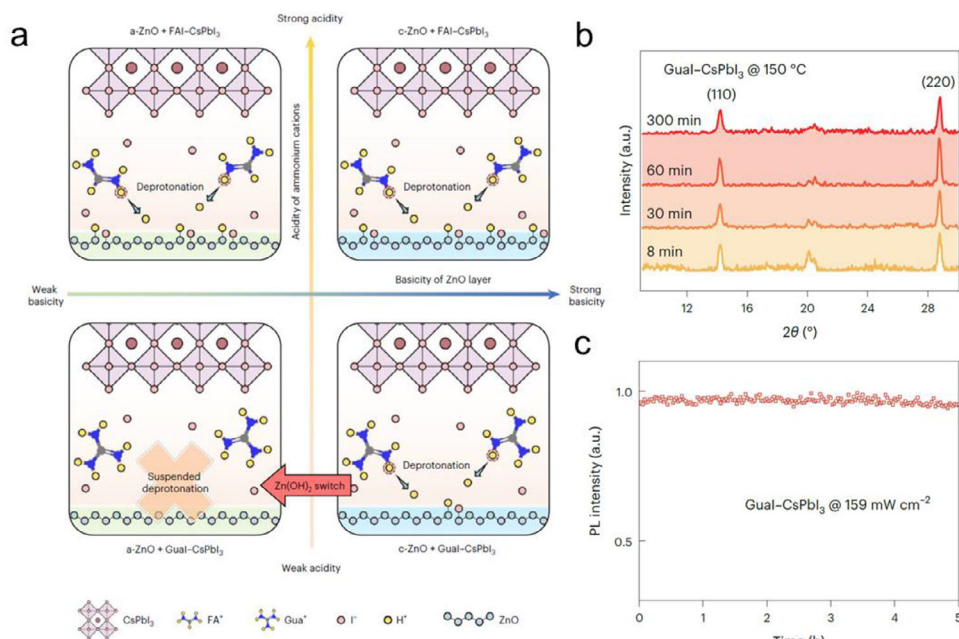 a
Strong acidity
a-ZnO + FAI–CsPbI₃
c-ZnO + FAI–CsPbI₃
Deprotonation
Deprotonation
Acidity of ammonium cations
Weak basicity
Basicity of ZnO layer
Strong basicity
Suspended deprotonation
Zn(OH)₂ switch
Deprotonation
a-ZnO + GuaI–CsPbI₃
c-ZnO + GuaI–CsPbI₃
Weak acidity
CsPbI₃
FA⁺
Gua⁺
I⁻
H⁺
ZnO
b
GuaI–CsPbI₃ @ 150 °C
(110)
(220)
300 min
60 min
30 min
8 min
Intensity (a.u.)
12
16
20
24
28
2θ (°)
c
1.0
0.5
PL intensity (a.u.)
GuaI–CsPbI₃ @ 159 mW cm⁻²
0
1
2
3
4
5
Time (h)